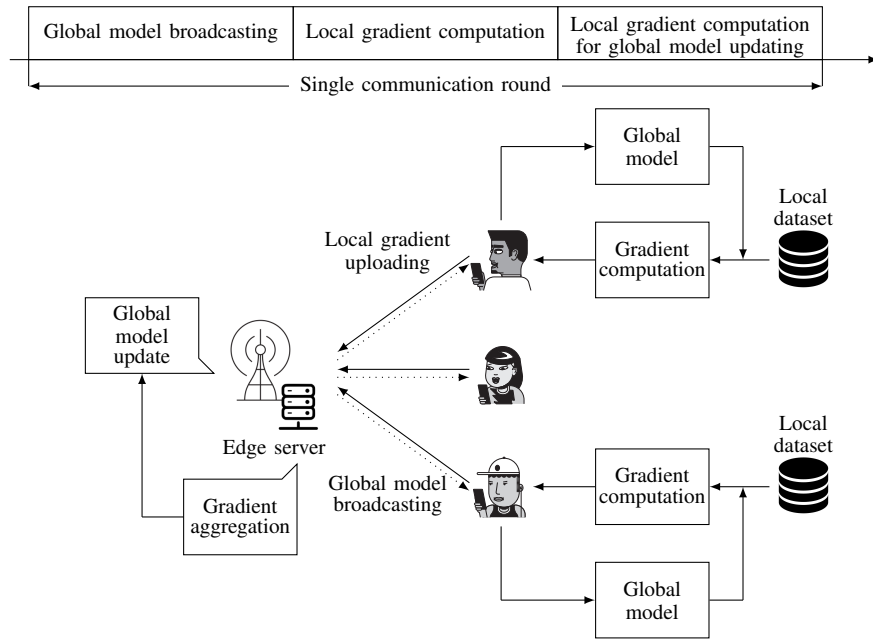 Global model broadcasting
Local gradient computation
Local gradient computation
for global model updating
Single communication round
Global
model
Local
dataset
Local gradient
uploading
Gradient
computation
Global
model
update
Edge server
Local
dataset
Global model
broadcasting
Gradient
computation
Gradient
aggregation
Global
model